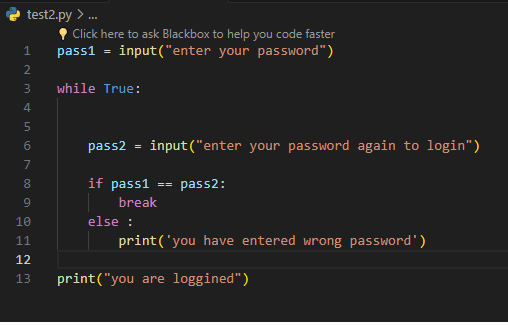 test2.py > ...
Click here to ask Blackbox to help you code faster
1 pass1 = input("enter your password")
2
3 while True:
4
5
6 pass2 = input("enter your password again to login")
7
8 if pass1 == pass2:
9 break
10 else :
11 print('you have entered wrong password')
12
13 print("you are loggined")